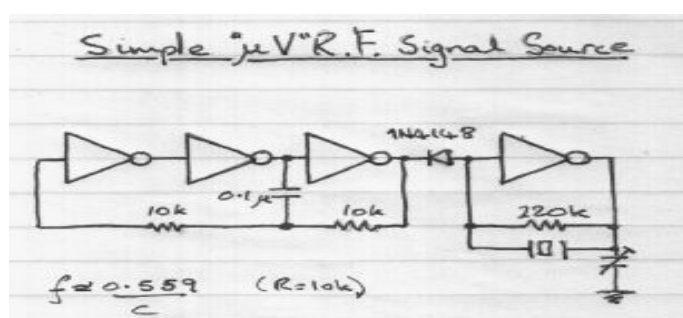 Simple "μV" R.F. Signal Source
1N4148
0.1μ
10k
10k
220k
f ≈ 0.559
C
(R=10k)